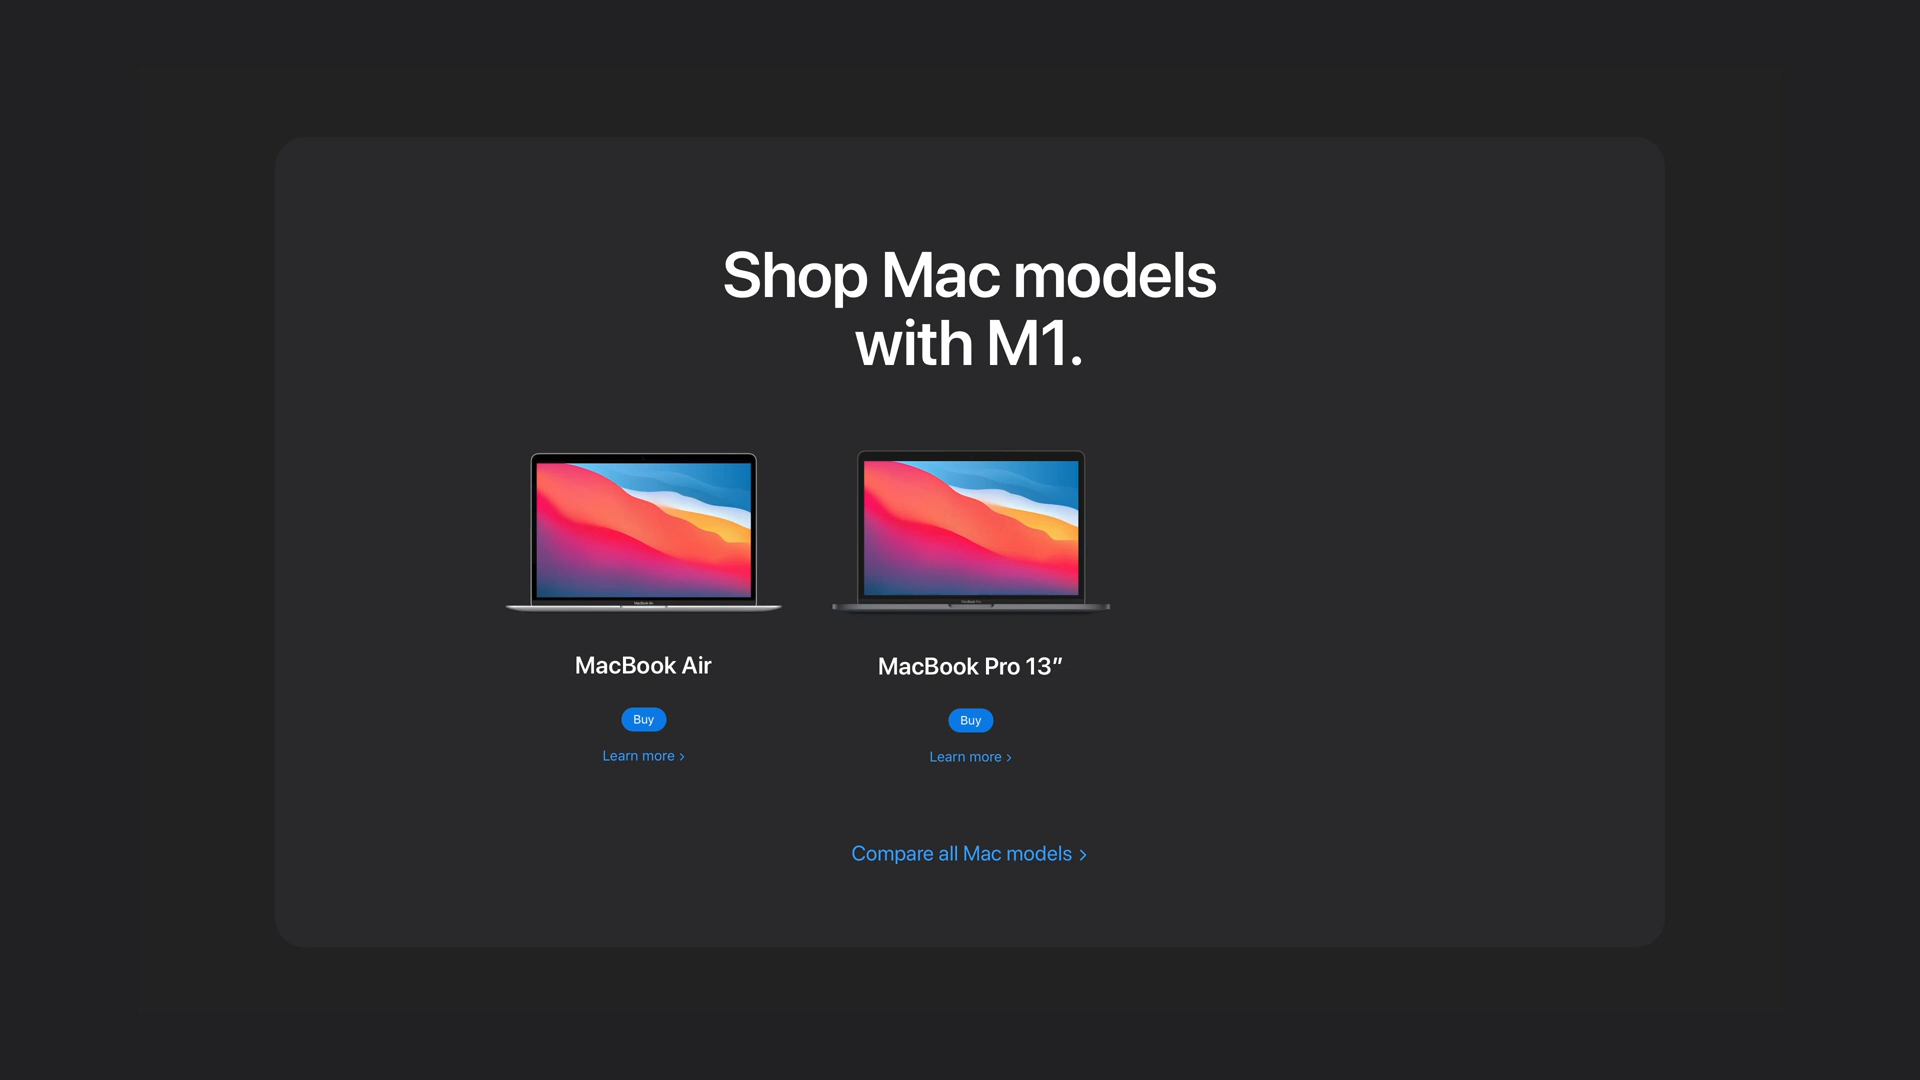 Shop Mac models
with M1.
MacBook Air
Buy
Learn more >
MacBook Pro 13″
Buy
Learn more >
Compare all Mac models >